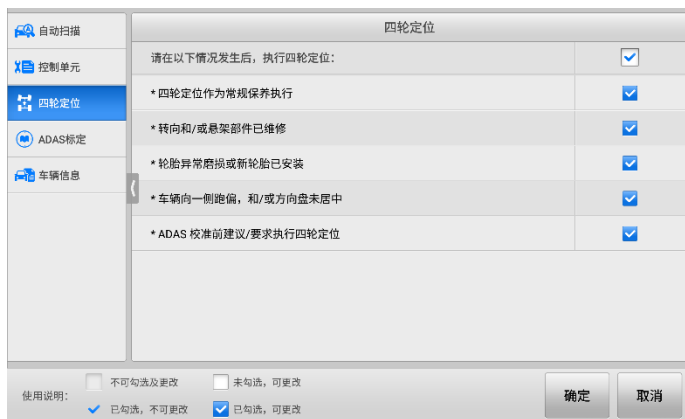 自动扫描
控制单元
四轮定位
ADAS标定
车辆信息
四轮定位
请在以下情况发生后，执行四轮定位：
* 四轮定位作为常规保养执行
* 转向和/或悬架部件已维修
* 轮胎异常磨损或新轮胎已安装
* 车辆向一侧跑偏，和/或方向盘未居中
* ADAS 校准前建议/要求执行四轮定位
使用说明：
不可勾选及更改
未勾选，可更改
已勾选，不可更改
已勾选，可更改
确定
取消